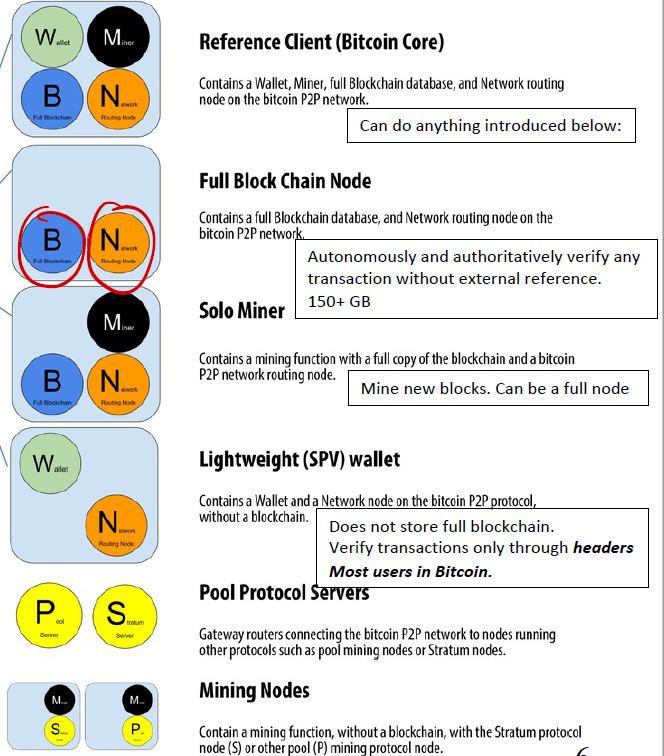 Wallet
Miner
B
Full Blockchain
Network
Routing Node
Reference Client (Bitcoin Core)
Contains a Wallet, Miner, full Blockchain database, and Network routing
node on the bitcoin P2P network.
Can do anything introduced below:
B
Full Blockchain
Network
Routing Node
Full Block Chain Node
Contains a full Blockchain database, and Network routing node on the
bitcoin P2P network.
Autonomously and authoritatively verify any
transaction without external reference.
150+ GB
Miner
B
Full Blockchain
Network
Routing Node
Solo Miner
Contains a mining function with a full copy of the blockchain and a bitcoin
P2P network routing node.
Mine new blocks. Can be a full node
Wallet
Network
Routing Node
Lightweight (SPV) wallet
Contains a Wallet and a Network node on the bitcoin P2P protocol,
without a blockchain.
Does not store full blockchain.
Verify transactions only through headers
Most users in Bitcoin.
Pool
Server
Stratum
Server
Pool Protocol Servers
Gateway routers connecting the bitcoin P2P network to nodes running
other protocols such as pool mining nodes or Stratum nodes.
Miner
S
Miner
P
Mining Nodes
Contain a mining function, without a blockchain, with the Stratum protocol
node (S) or other pool (P) mining protocol node.